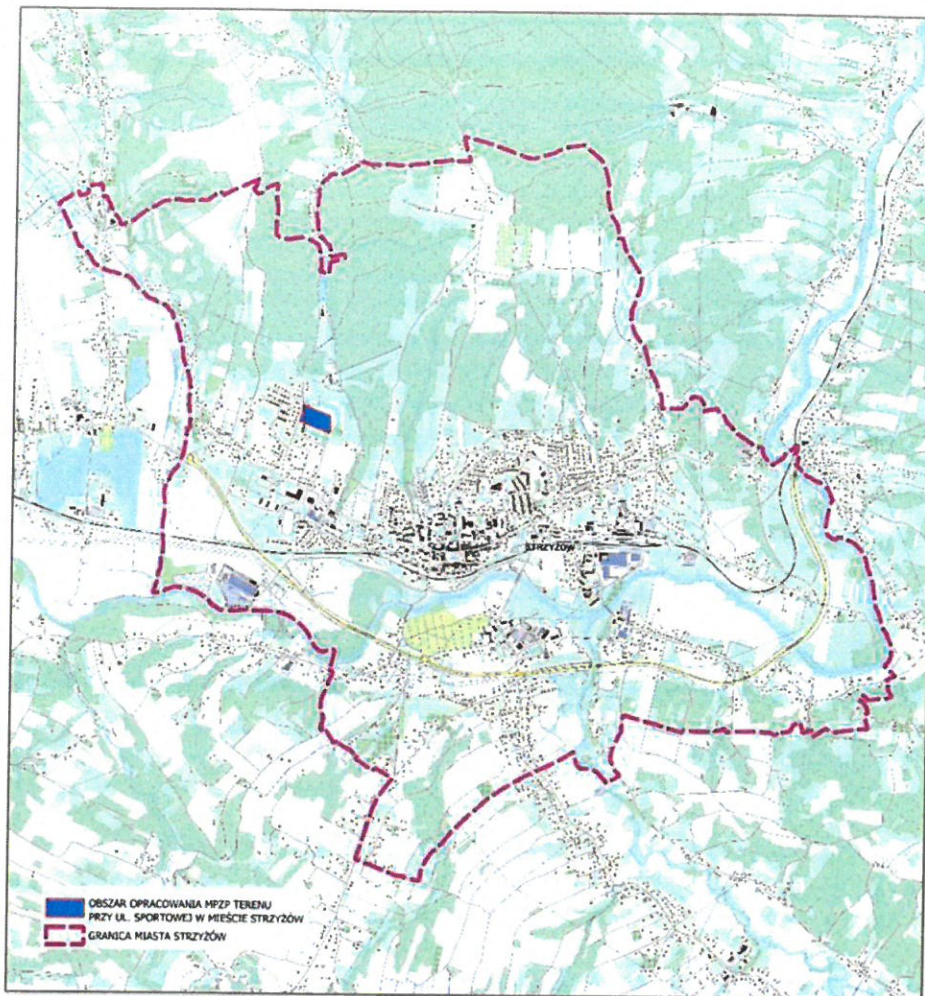 STRZYŻÓW
OBSZAR OPRACOWANIA MPZP TERENU
PRZY UL. SPORTOWEJ W MIEŚCIE STRZYŻÓW
GRANICA MIASTA STRZYŻÓW